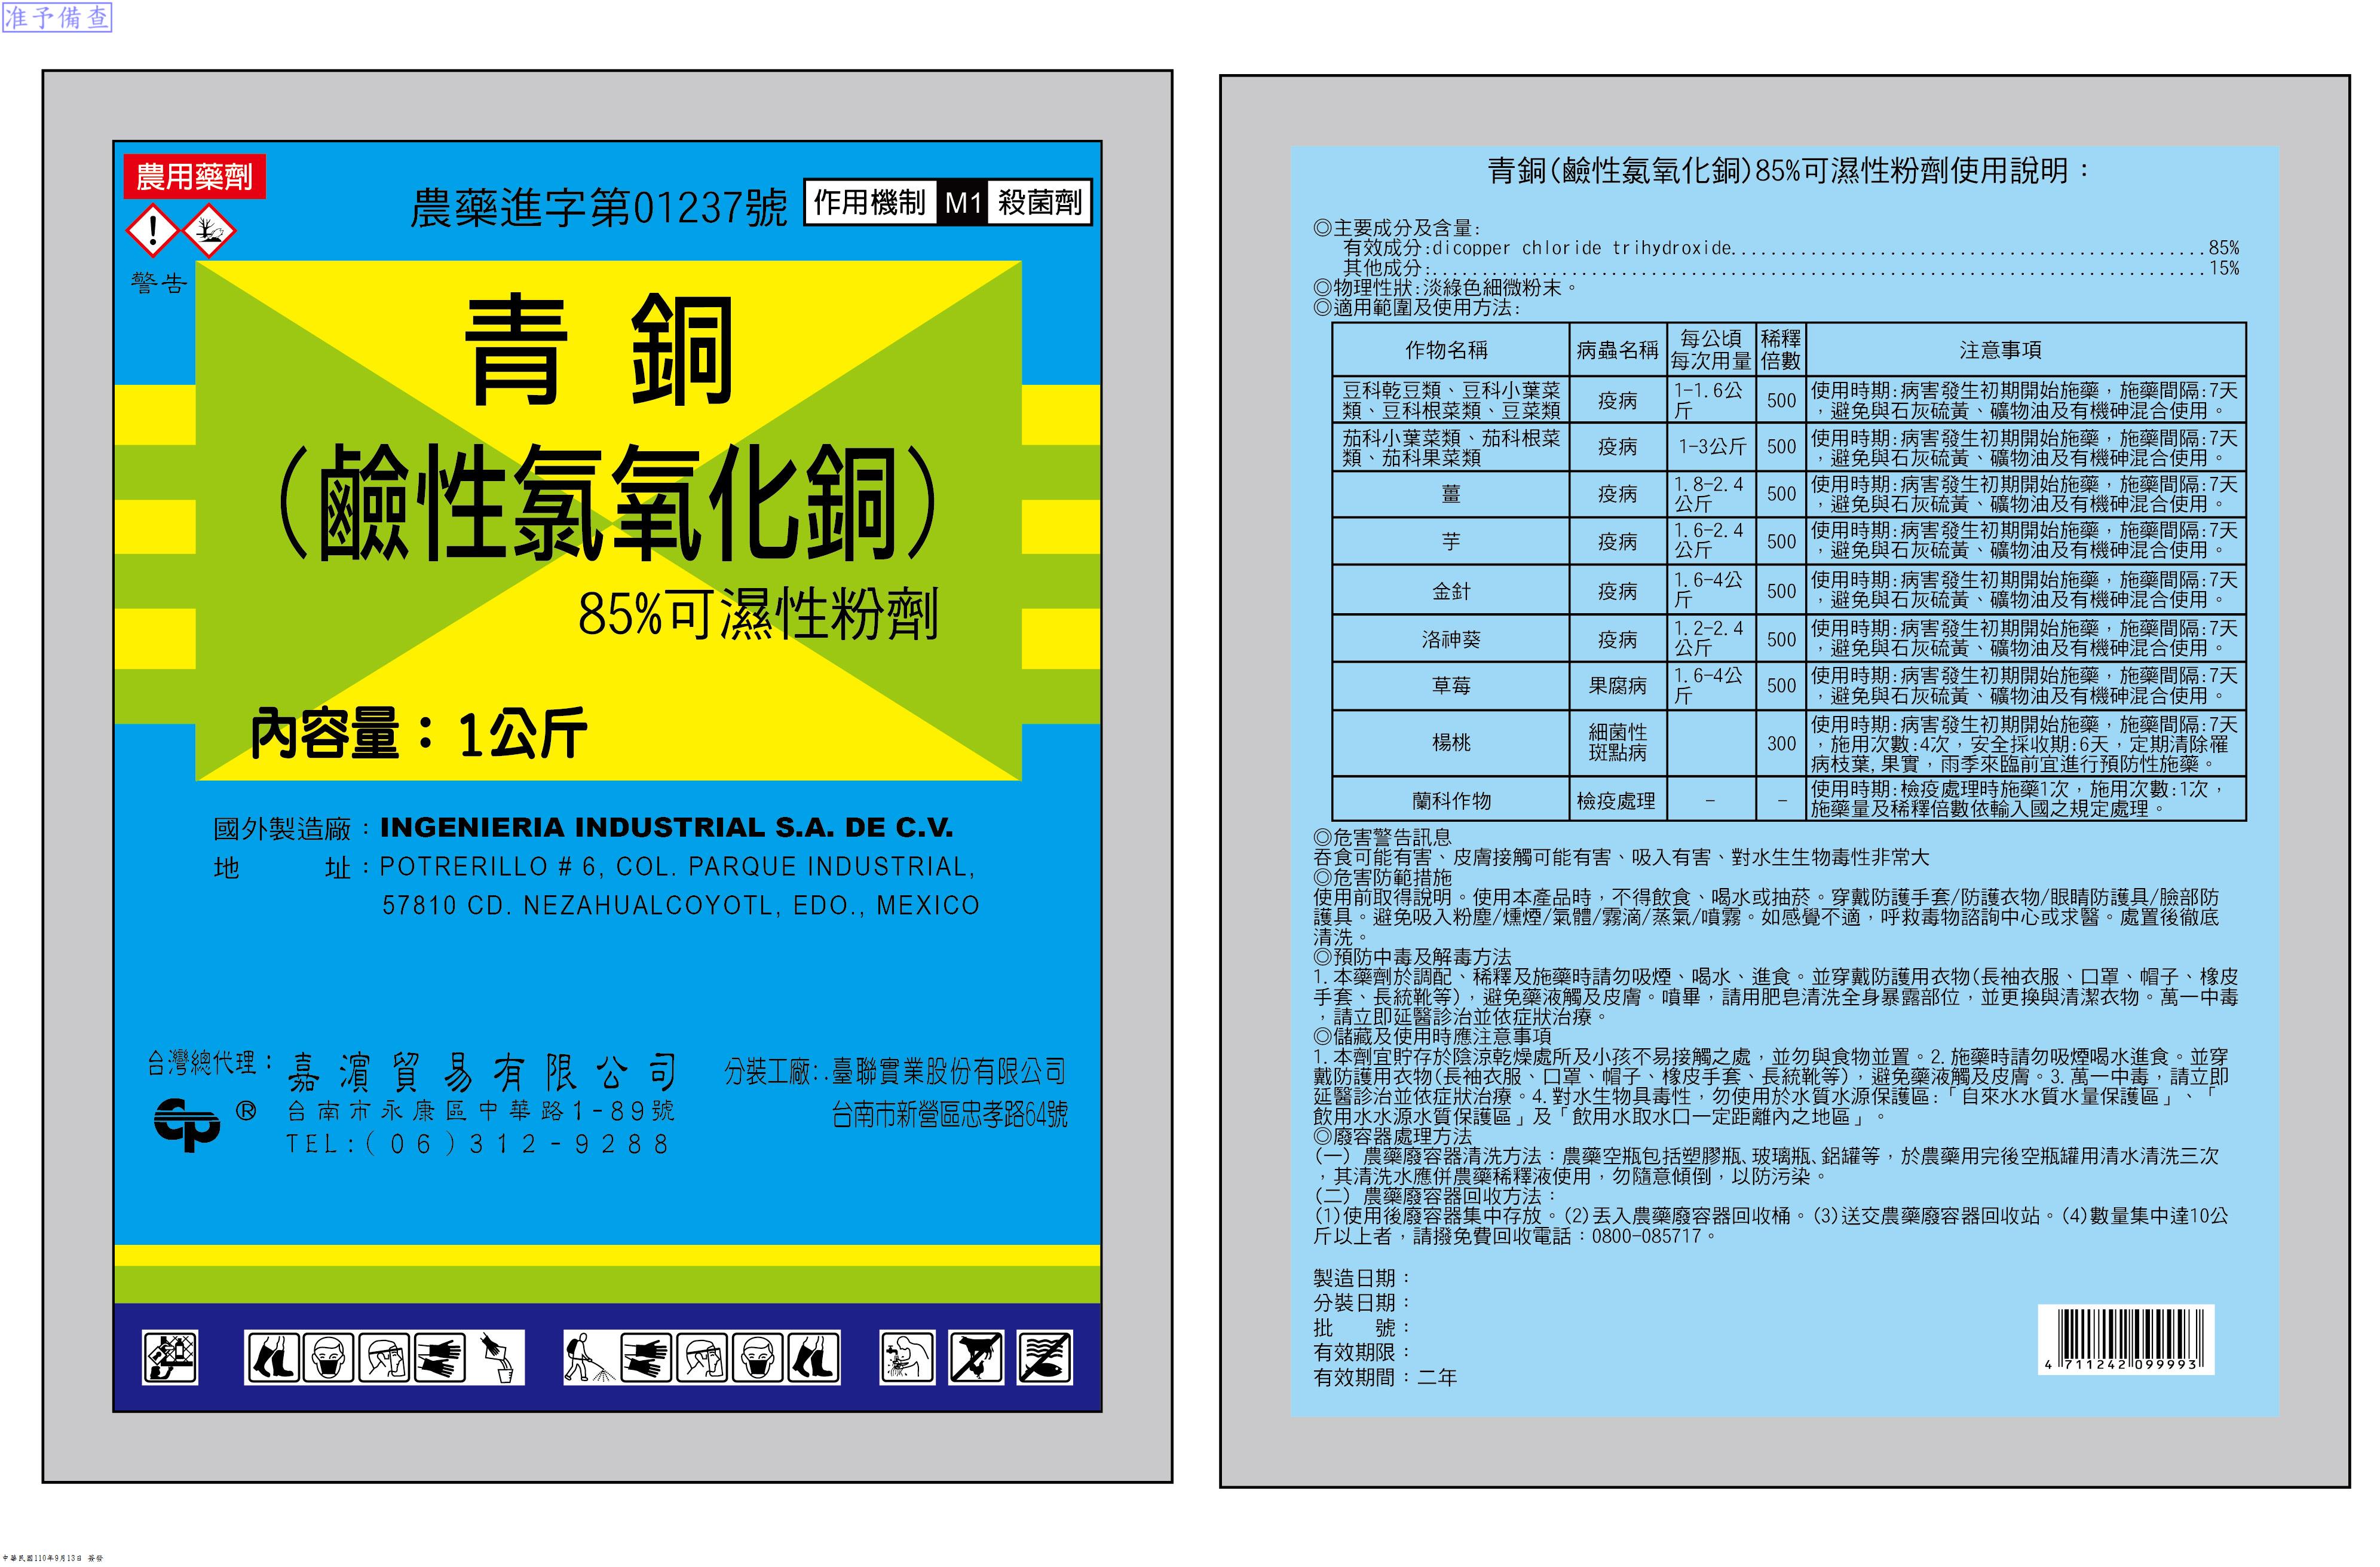 准予備查
農用藥劑
農藥進字第01237號
作用機制 M1 殺菌劑
警告
青銅
(鹼性氯氧化銅)
85%可濕性粉劑
內容量：1公斤
國外製造廠：INGENIERIA INDUSTRIAL S.A. DE C.V.
地 址：POTRERILLO # 6, COL. PARQUE INDUSTRIAL,
57810 CD. NEZAHUALCOYOTL, EDO., MEXICO
台灣總代理：嘉濱貿易有限公司
台南市永康區中華路1-89號
TEL:(06)312-9288
CP ®
分裝工廠:.臺聯實業股份有限公司
台南市新營區忠孝路64號
青銅(鹼性氯氧化銅)85%可濕性粉劑使用說明：
◎主要成分及含量:
有效成分:dicopper chloride trihydroxide................................................85%
其他成分:..............................................................................15%
◎物理性狀:淡綠色細微粉末。
◎適用範圍及使用方法:
作物名稱 病蟲名稱 每公頃每次用量 稀釋倍數 注意事項
豆科乾豆類、豆科小葉菜 疫病 1-1.6公 500 使用時期:病害發生初期開始施藥，施藥間隔:7天
類、豆科根菜類、豆菜類 斤 ，避免與石灰硫黃、礦物油及有機砷混合使用。
茄科小葉菜類、茄科根菜 疫病 1-3公斤 500 使用時期:病害發生初期開始施藥，施藥間隔:7天
類、茄科果菜類 ，避免與石灰硫黃、礦物油及有機砷混合使用。
薑 疫病 1.8-2.4 500 使用時期:病害發生初期開始施藥，施藥間隔:7天
公斤 ，避免與石灰硫黃、礦物油及有機砷混合使用。
芋 疫病 1.6-2.4 500 使用時期:病害發生初期開始施藥，施藥間隔:7天
公斤 ，避免與石灰硫黃、礦物油及有機砷混合使用。
金針 疫病 1.6-4公 500 使用時期:病害發生初期開始施藥，施藥間隔:7天
斤 ，避免與石灰硫黃、礦物油及有機砷混合使用。
洛神葵 疫病 1.2-2.4 500 使用時期:病害發生初期開始施藥，施藥間隔:7天
公斤 ，避免與石灰硫黃、礦物油及有機砷混合使用。
草莓 果腐病 1.6-4公 500 使用時期:病害發生初期開始施藥，施藥間隔:7天
斤 ，避免與石灰硫黃、礦物油及有機砷混合使用。
楊桃 細菌性 300 使用時期:病害發生初期開始施藥，施藥間隔:7天
斑點病 ，施用次數:4次，安全採收期:6天，定期清除罹
病枝葉,果實，雨季來臨前宜進行預防性施藥。
蘭科作物 檢疫處理 - - 使用時期:檢疫處理時施藥1次，施用次數:1次，
施藥量及稀釋倍數依輸入國之規定處理。
◎危害警告訊息
吞食可能有害、皮膚接觸可能有害、吸入有害、對水生生物毒性非常大
◎危害防範措施
使用前取得說明。使用本產品時，不得飲食、喝水或抽菸。穿戴防護手套/防護衣物/眼睛防護具/臉部防
護具。避免吸入粉塵/燻煙/氣體/霧滴/蒸氣/噴霧。如感覺不適，呼救毒物諮詢中心或求醫。處置後徹底
清洗。
◎預防中毒及解毒方法
1.本藥劑於調配、稀釋及施藥時請勿吸煙、喝水、進食。並穿戴防護用衣物(長袖衣服、口罩、帽子、橡皮
手套、長統靴等)，避免藥液觸及皮膚。噴畢，請用肥皂清洗全身暴露部位，並更換與清潔衣物。萬一中毒
，請立即延醫診治並依症狀治療。
◎儲藏及使用時應注意事項
1.本劑宜貯存於陰涼乾燥處所及小孩不易接觸之處，並勿與食物並置。2.施藥時請勿吸煙喝水進食。並穿
戴防護用衣物(長袖衣服、口罩、帽子、橡皮手套、長統靴等)，避免藥液觸及皮膚。3.萬一中毒，請立即
延醫診治並依症狀治療。4.對水生物具毒性，勿使用於水質水源保護區:「自來水水質水量保護區」、「
飲用水水源水質保護區」及「飲用水取水口一定距離內之地區」。
◎廢容器處理方法
(一) 農藥廢容器清洗方法：農藥空瓶包括塑膠瓶、玻璃瓶、鋁罐等，於農藥用完後空瓶罐用清水清洗三次
，其清洗水應併農藥稀釋液使用，勿隨意傾倒，以防污染。
(二) 農藥廢容器回收方法：
(1)使用後廢容器集中存放。(2)丟入農藥廢容器回收桶。(3)送交農藥廢容器回收站。(4)數量集中達10公
斤以上者，請撥免費回收電話：0800-085717。
製造日期：
分裝日期：
批 號：
有效期限：
有效期間：二年
4 711242 099993
中華民國110年9月13日 簽發